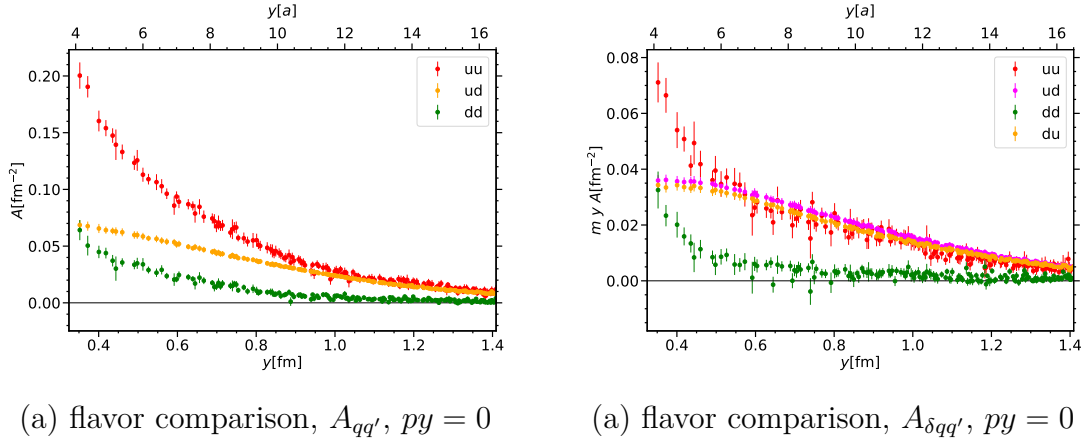 y[a]
4 6 8 10 12 14 16
A[fm⁻²]
0.20
0.15
0.10
0.05
0.00
uu
ud
dd
0.4 0.6 0.8 1.0 1.2 1.4
y[fm]
(a) flavor comparison, A_{qq′}, py = 0
y[a]
4 6 8 10 12 14 16
m y A[fm⁻²]
0.08
0.06
0.04
0.02
0.00
uu
ud
dd
du
0.4 0.6 0.8 1.0 1.2 1.4
y[fm]
(a) flavor comparison, A_{δqq′}, py = 0